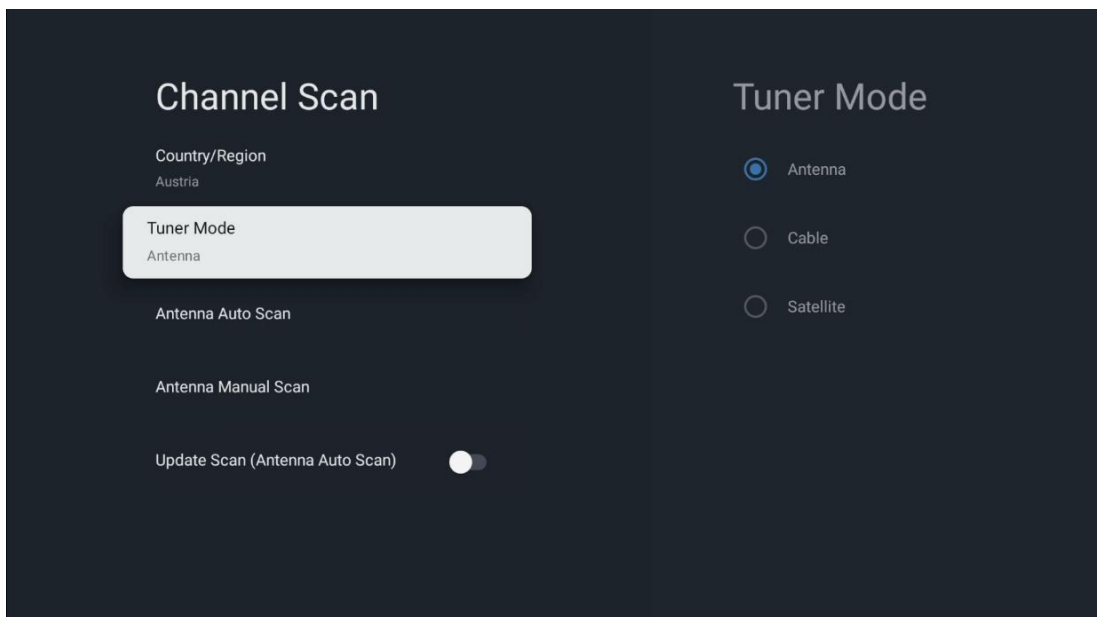 Channel Scan
Country/Region
Austria
Tuner Mode
Antenna
Antenna Auto Scan
Antenna Manual Scan
Update Scan (Antenna Auto Scan)
Tuner Mode
Antenna
Cable
Satellite